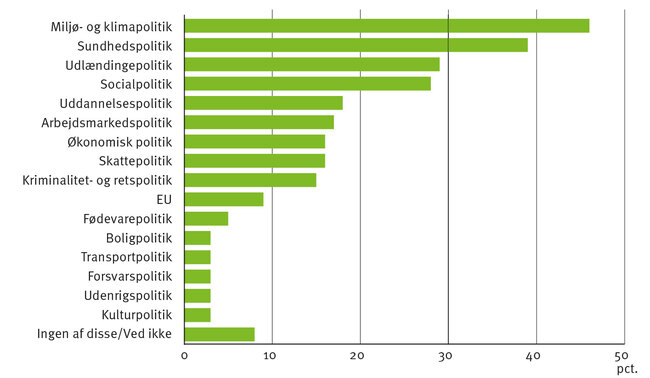 Miljø- og klimapolitik
Sundhedspolitik
Udlændingepolitik
Socialpolitik
Uddannelsespolitik
Arbejdsmarkedspolitik
Økonomisk politik
Skattepolitik
Kriminalitet- og retspolitik
EU
Fødevarepolitik
Boligpolitik
Transportpolitik
Forsvarspolitik
Udenrigspolitik
Kulturpolitik
Ingen af disse/Ved ikke
0 10 20 30 40 50
pct.